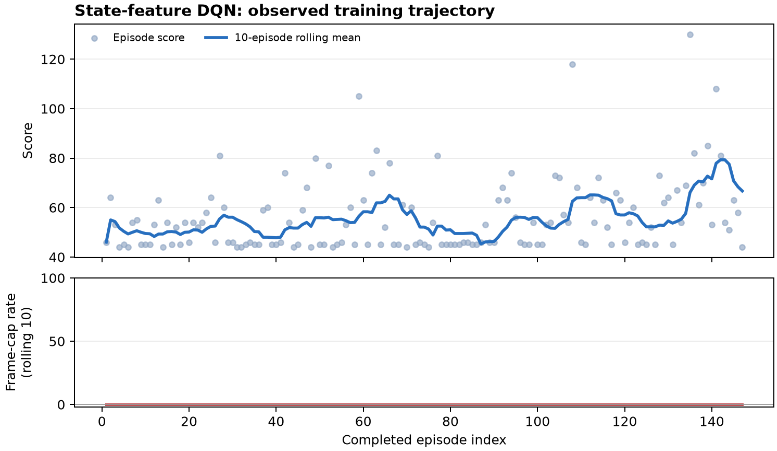 State-feature DQN: observed training trajectory
Episode score
10-episode rolling mean
Score
120
100
80
60
40
Frame-cap rate
(rolling 10)
100
50
0
0 20 40 60 80 100 120 140
Completed episode index